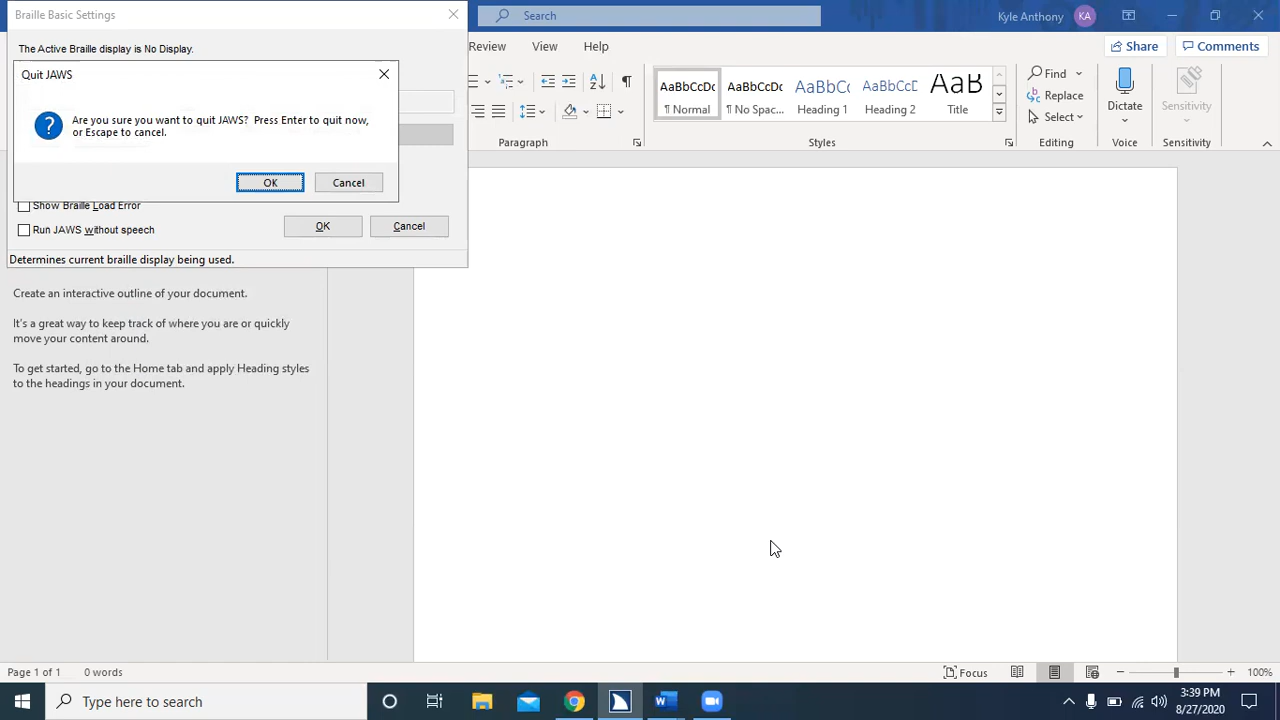 Braille Basic Settings
Search
Kyle Anthony KA
The Active Braille display is No Display.
Review View Help
Share Comments
Quit JAWS
Are you sure you want to quit JAWS? Press Enter to quit now,
or Escape to cancel.
OK Cancel
Show Braille Load Error
Run JAWS without speech
OK Cancel
Determines current braille display being used.
AaBbCcDc AaBbCcDc AaBbCc AaBbCcD AaB
¶ Normal ¶ No Spac... Heading 1 Heading 2 Title
Find
Replace
Select
Dictate
Sensitivity
Paragraph Styles Editing Voice Sensitivity
Create an interactive outline of your document.
It's a great way to keep track of where you are or quickly
move your content around.
To get started, go to the Home tab and apply Heading styles
to the headings in your document.
Page 1 of 1 0 words
Focus
100%
Type here to search
3:39 PM
8/27/2020